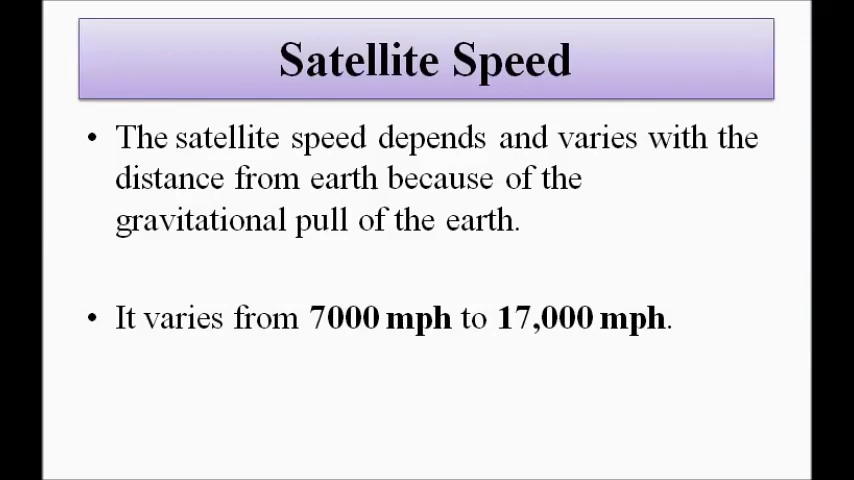 Satellite Speed
• The satellite speed depends and varies with the
distance from earth because of the
gravitational pull of the earth.
• It varies from 7000 mph to 17,000 mph.